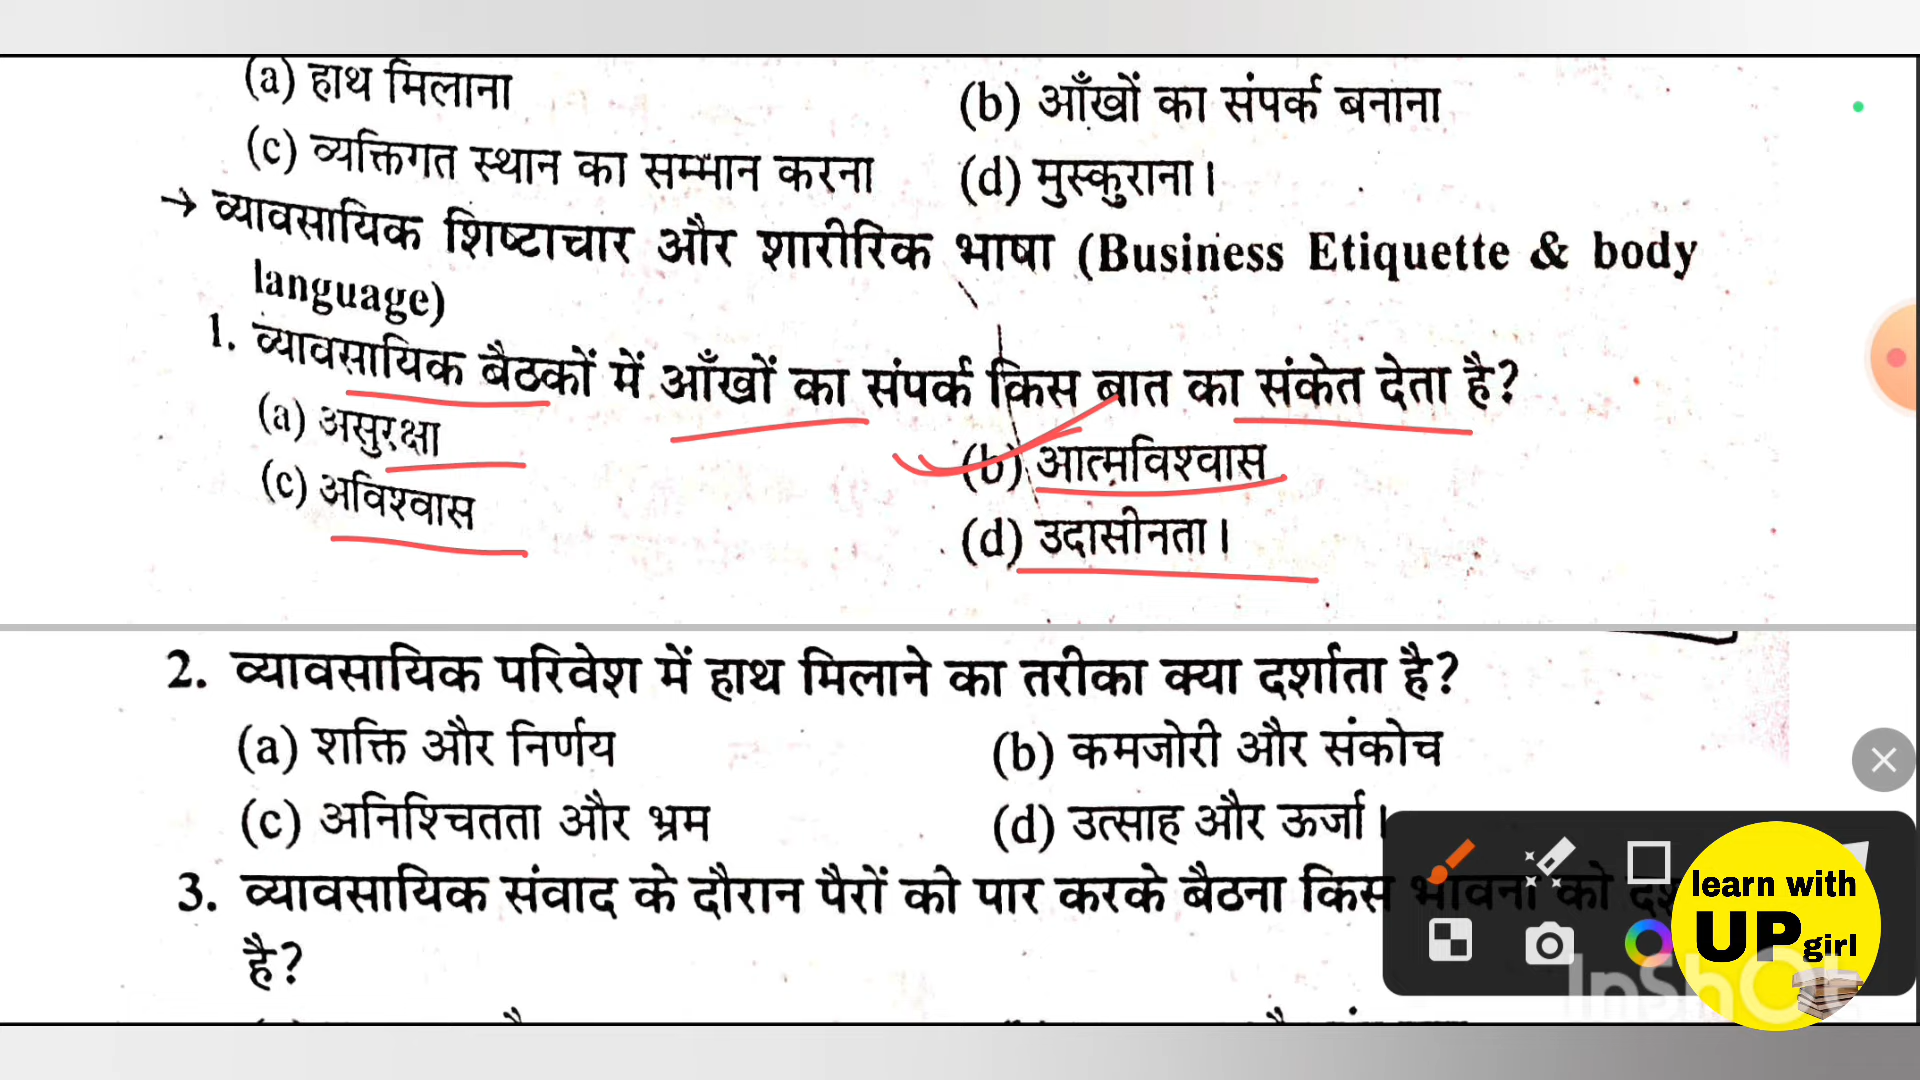 (a) हाथ मिलाना (b) आँखों का संपर्क बनाना
(c) व्यक्तिगत स्थान का सम्मान करना (d) मुस्कुराना।
→ व्यावसायिक शिष्टाचार और शारीरिक भाषा (Business Etiquette & body
language)
1. व्यावसायिक बैठकों में आँखों का संपर्क किस बात का संकेत देता है?
(a) असुरक्षा (b) आत्मविश्वास
(c) अविश्वास (d) उदासीनता।
2. व्यावसायिक परिवेश में हाथ मिलाने का तरीका क्या दर्शाता है?
(a) शक्ति और निर्णय (b) कमजोरी और संकोच
(c) अनिश्चितता और भ्रम (d) उत्साह और ऊर्जा।
3. व्यावसायिक संवाद के दौरान पैरों को पार करके बैठना किस भावना को
है?
learn with
UP girl
InShOt